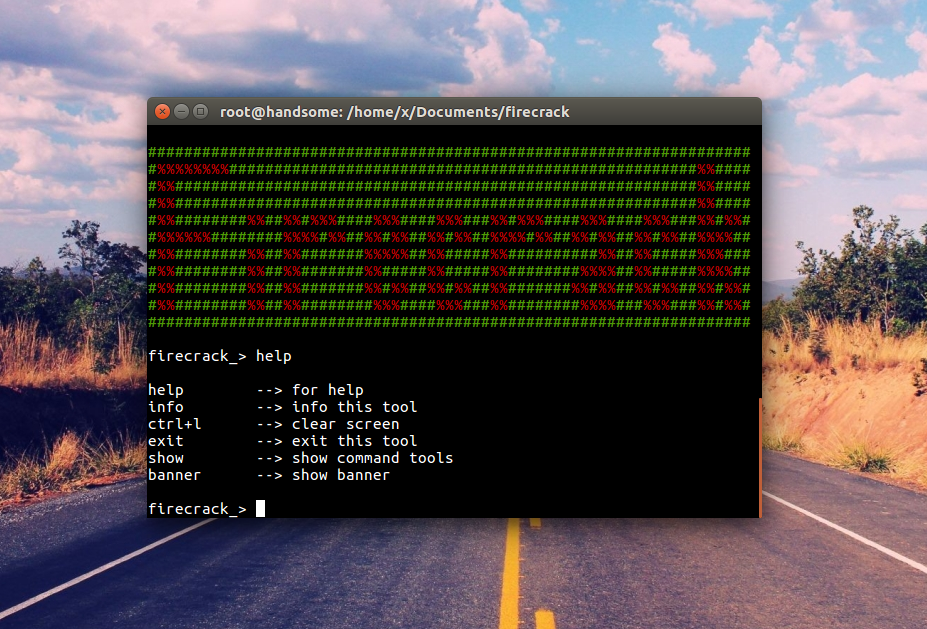 root@handsome: /home/x/Documents/firecrack
firecrack_> help
help        --> for help
info        --> info this tool
ctrl+l      --> clear screen
exit        --> exit this tool
show        --> show command tools
banner      --> show banner
firecrack_>